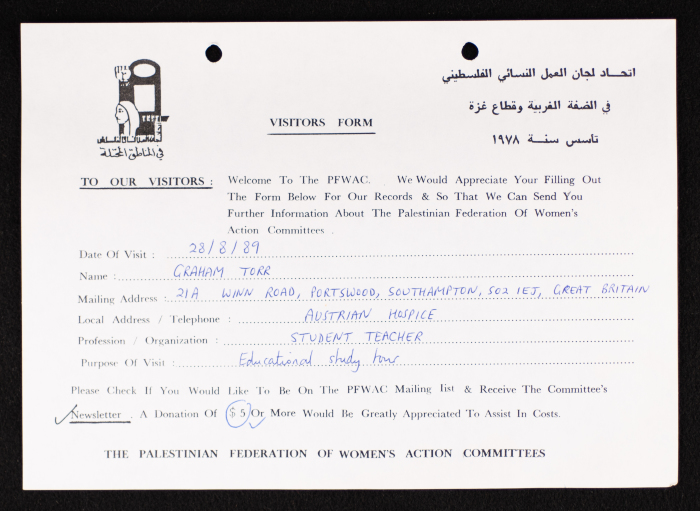 اتحاد لجان العمل النسائي الفلسطيني
في الضفة الغربية وقطاع غزة
تأسس سنة ١٩٧٨
في المناطق المحتلة
VISITORS FORM
TO OUR VISITORS : Welcome To The PFWAC. We Would Appreciate Your Filling Out
The Form Below For Our Records & So That We Can Send You
Further Information About The Palestinian Federation Of Women's
Action Committees .
Date Of Visit : 28/8/89
Name : GRAHAM TORR
Mailing Address : 21A WINN ROAD, PORTSWOOD, SOUTHAMPTON, SO2 1EJ, GREAT BRITAIN
Local Address / Telephone : AUSTRIAN HOSPICE
Profession / Organization : STUDENT TEACHER
Purpose Of Visit : Educational study tour
Please Check If You Would Like To Be On The PFWAC Mailing list & Receive The Committee's
Newsletter . A Donation Of $ 5 Or More Would Be Greatly Appreciated To Assist In Costs.
THE PALESTINIAN FEDERATION OF WOMEN'S ACTION COMMITTEES